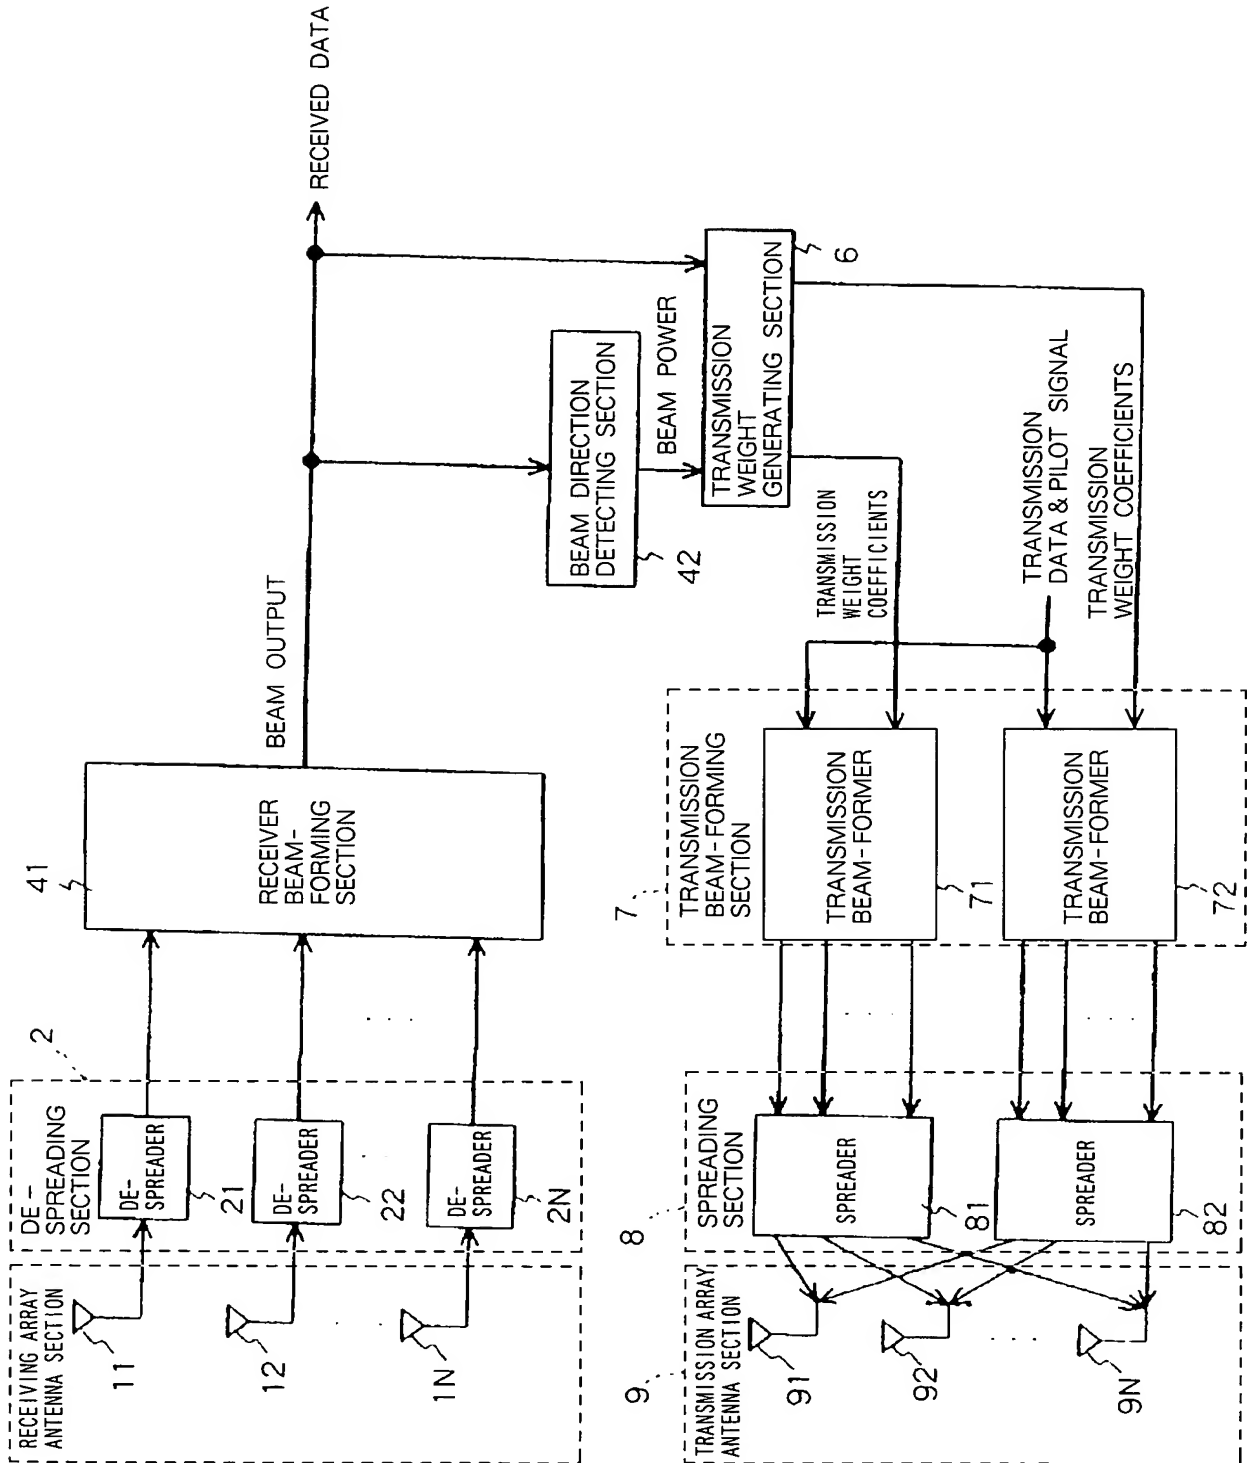 RECEIVING ARRAY
ANTENNA SECTION
11
12
1N
DE-
SPREADING
SECTION
2
DE-
SPREADER
21
DE-
SPREADER
22
DE-
SPREADER
2N
41
RECEIVER
BEAM-
FORMING
SECTION
BEAM OUTPUT
RECEIVED DATA
BEAM DIRECTION
DETECTING SECTION
42
BEAM POWER
TRANSMISSION
WEIGHT
GENERATING SECTION
6
TRANSMISSION
WEIGHT
COEFFICIENTS
TRANSMISSION
DATA & PILOT SIGNAL
TRANSMISSION
WEIGHT COEFFICIENTS
7
TRANSMISSION
BEAM-FORMING
SECTION
TRANSMISSION
BEAM-FORMER
71
TRANSMISSION
BEAM-FORMER
72
8
SPREADING
SECTION
SPREADER
81
SPREADER
82
9
TRANSMISSION ARRAY
ANTENNA SECTION
91
92
9N